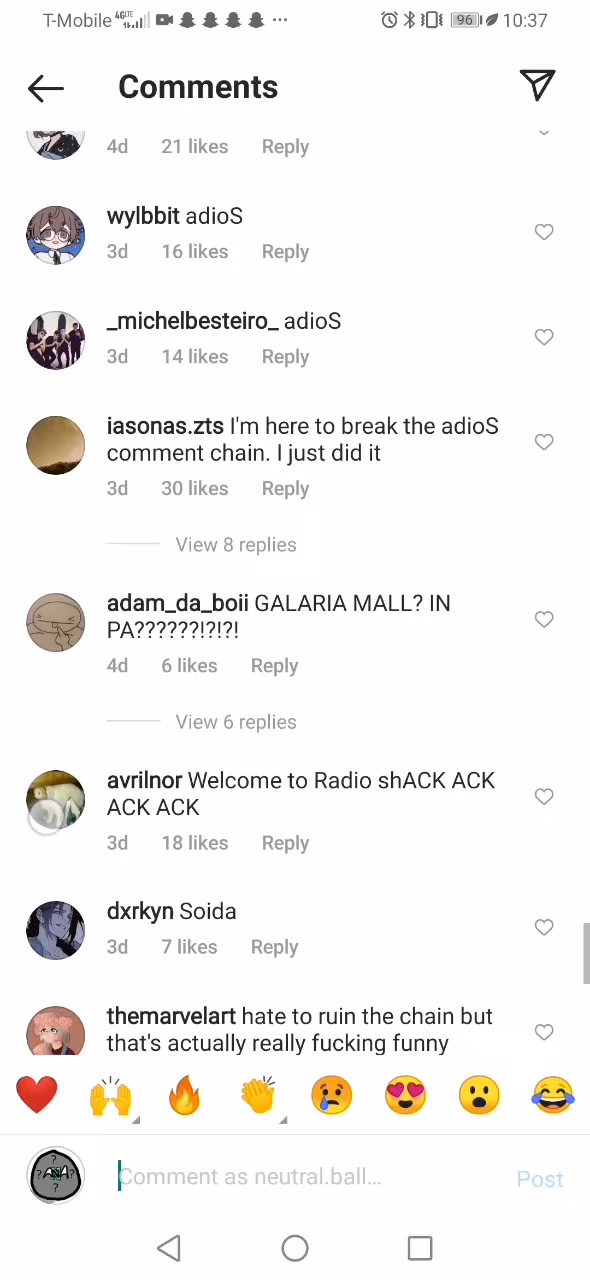 T-Mobile 4G LTE 96 10:37
Comments
4d 21 likes Reply
wylbbit adioS
3d 16 likes Reply
_michelbesteiro_ adioS
3d 14 likes Reply
iasonas.zts I'm here to break the adioS
comment chain. I just did it
3d 30 likes Reply
View 8 replies
adam_da_boii GALARIA MALL? IN
PA??????!?!?!
4d 6 likes Reply
View 6 replies
avrilnor Welcome to Radio shACK ACK
ACK ACK
3d 18 likes Reply
dxrkyn Soida
3d 7 likes Reply
themarvelart hate to ruin the chain but
that's actually really fucking funny
Comment as neutral.ball... Post